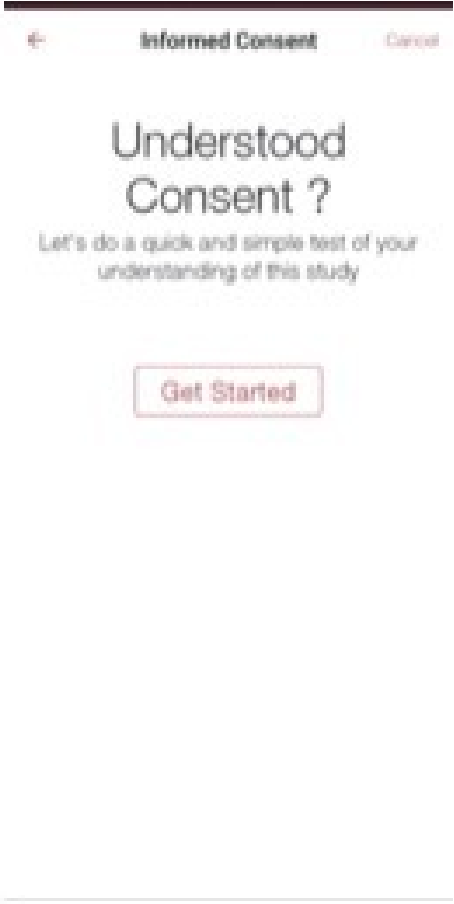 Informed Consent Cancel
Understood
Consent ?
Let's do a quick and simple test of your
understanding of this study
Get Started